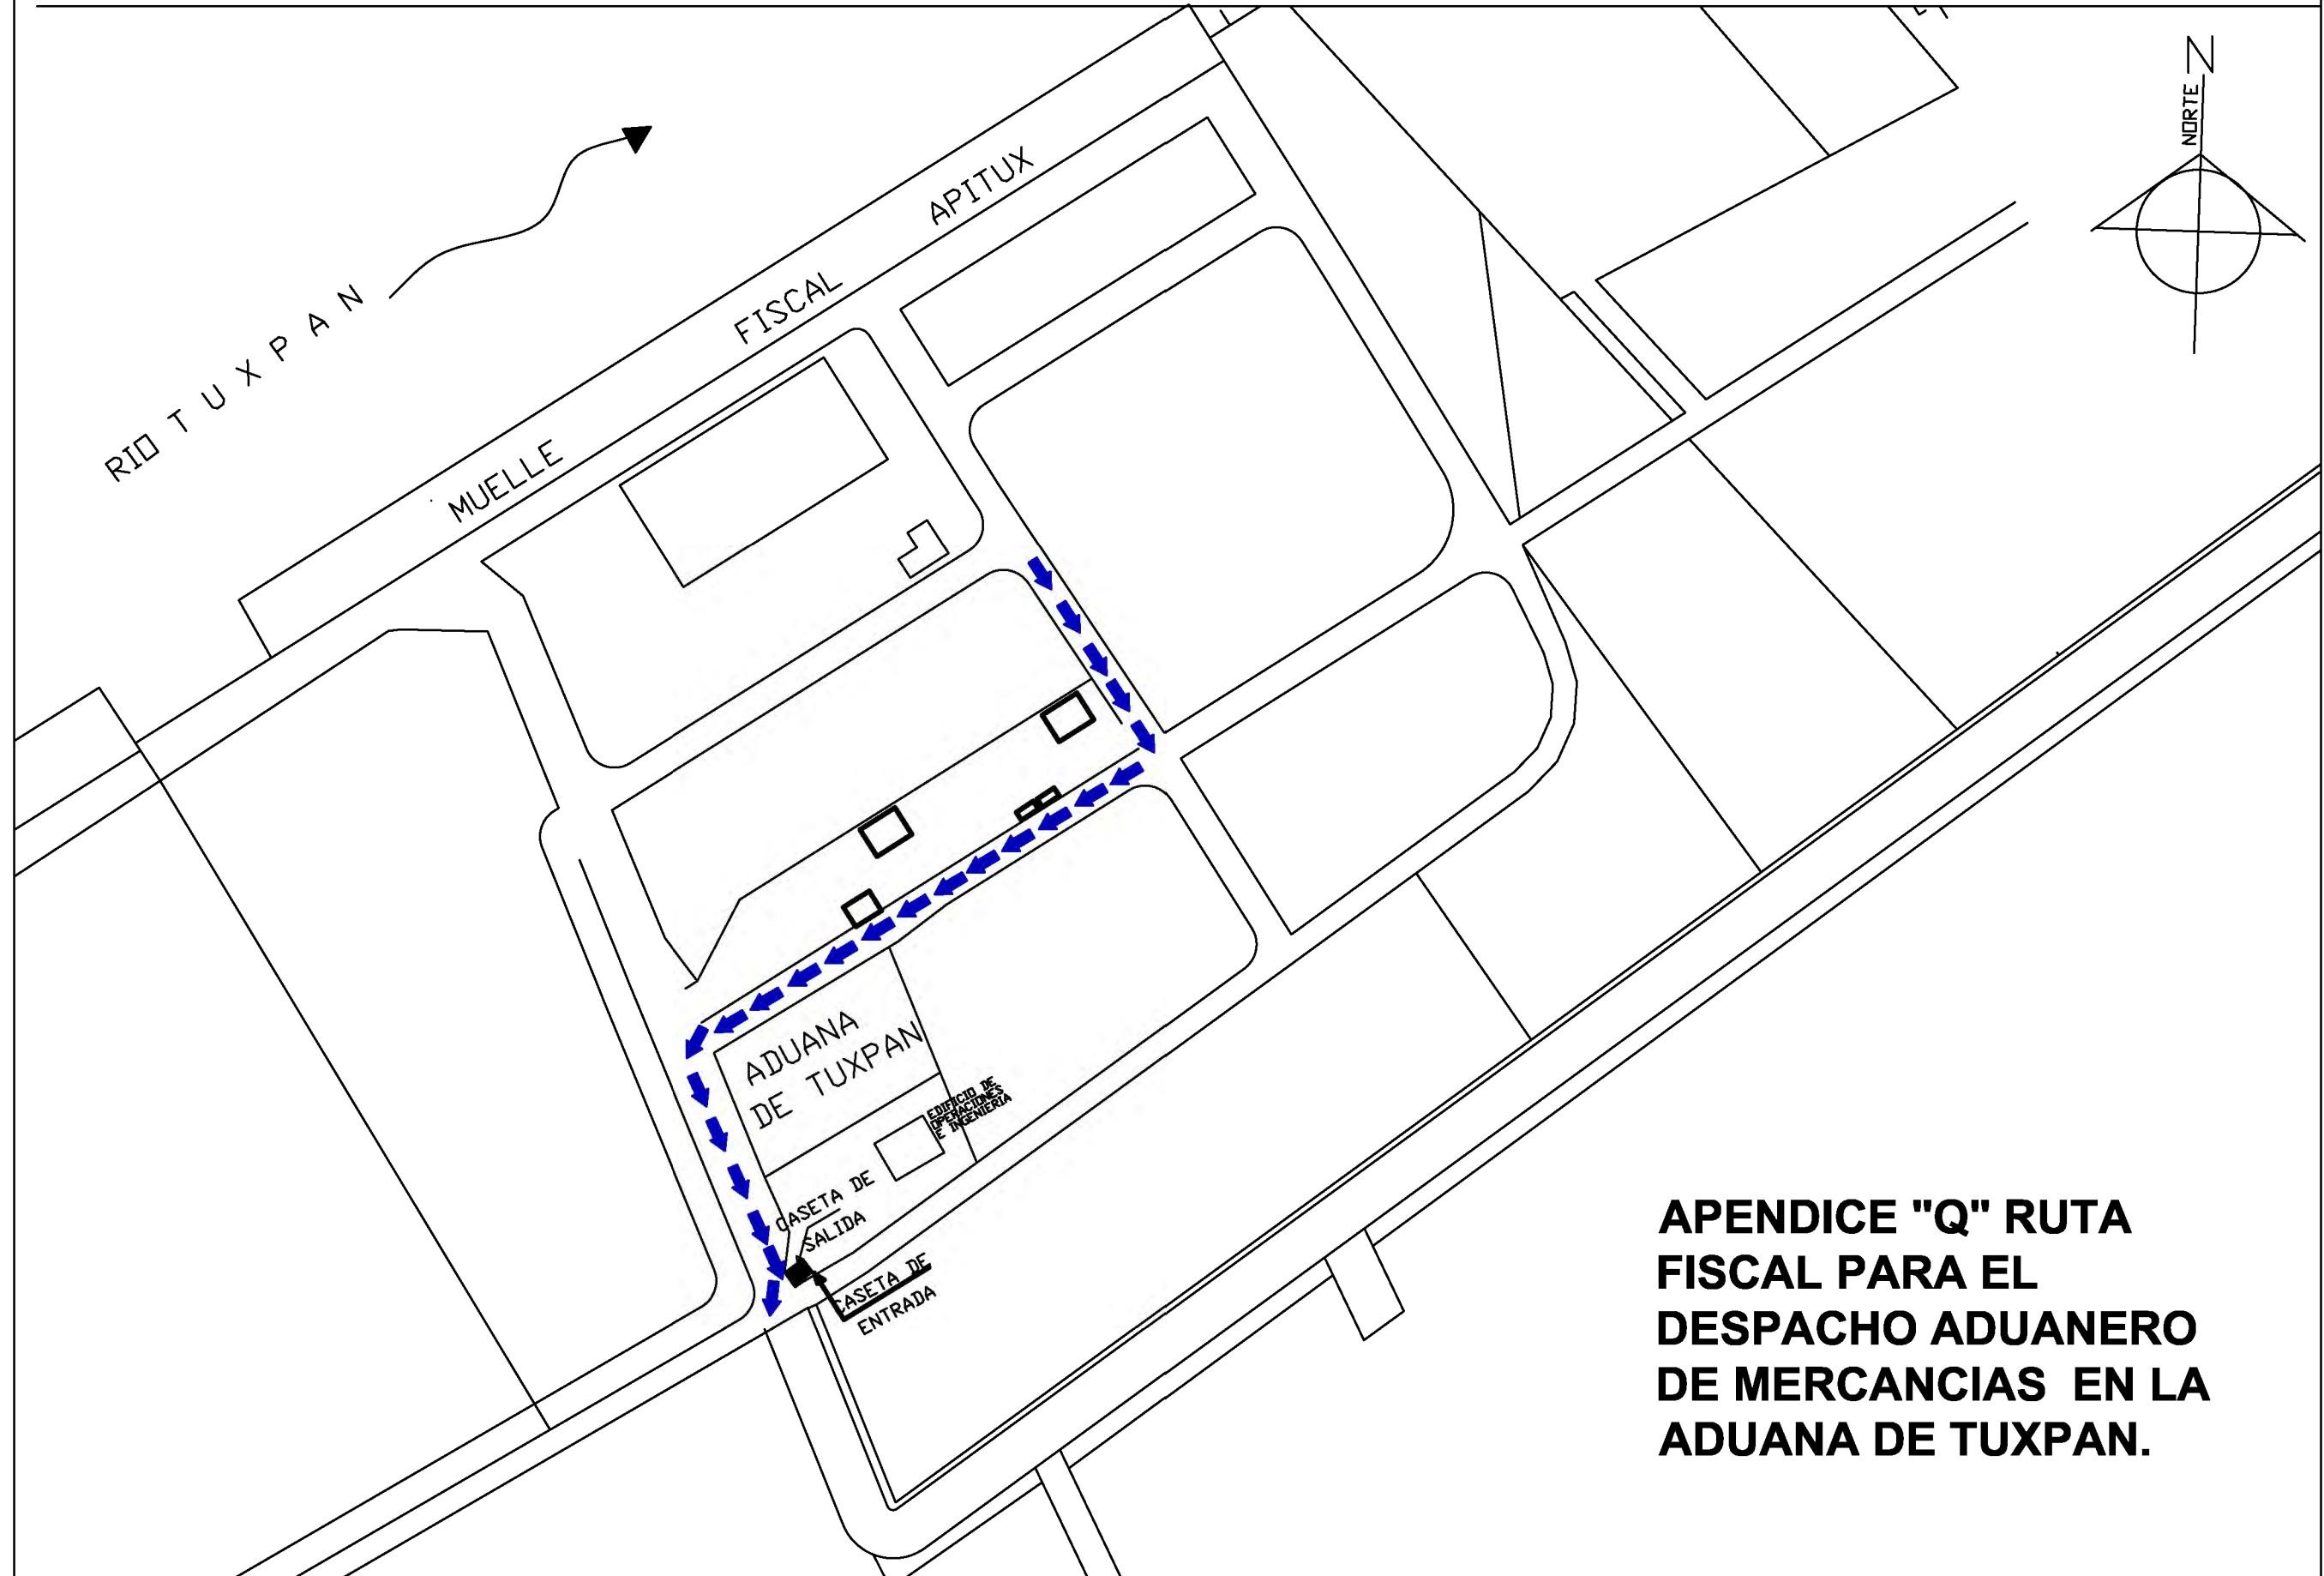 N
NORTE
RIO TUXPAN
MUELLE FISCAL APITUX
ADUANA
DE TUXPAN
EDIFICIO DE
OPERACIONES
E INGENIERIA
CASETA DE
SALIDA
CASETA DE
ENTRADA
APENDICE "Q" RUTA
FISCAL PARA EL
DESPACHO ADUANERO
DE MERCANCIAS EN LA
ADUANA DE TUXPAN.